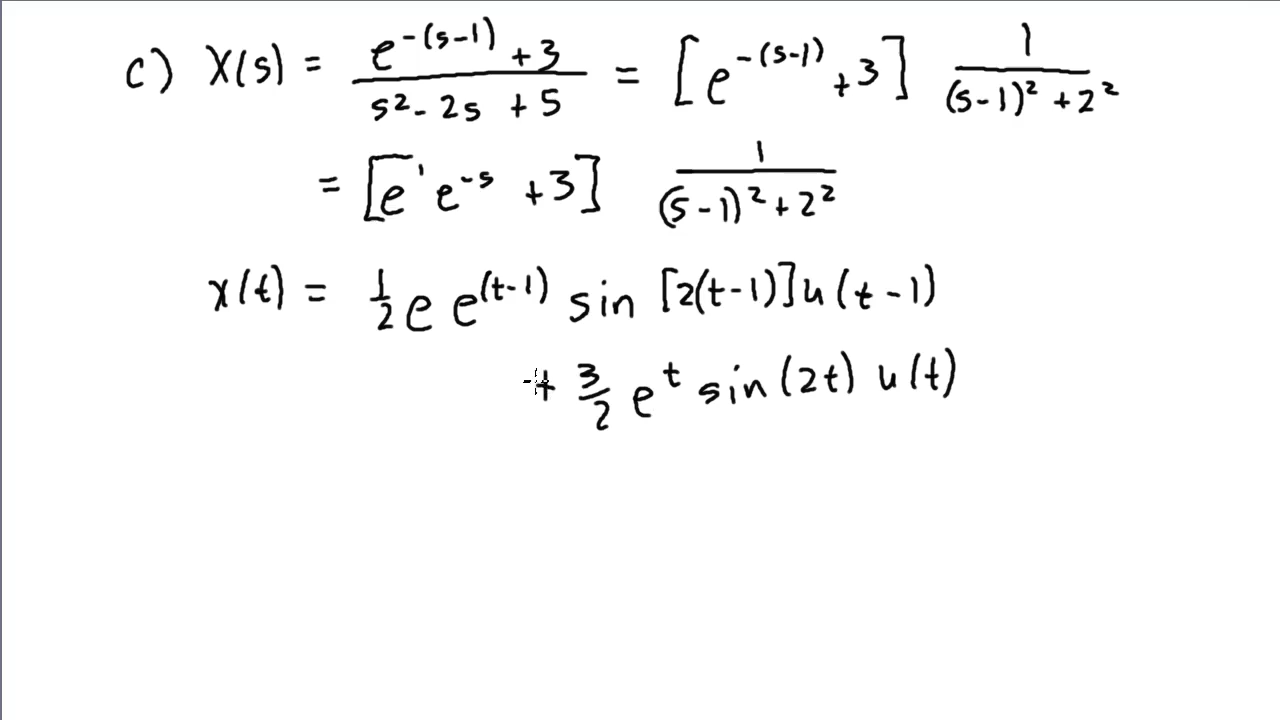 c) X(s) = (e^{-(s-1)} + 3) / (s² - 2s + 5) = [e^{-(s-1)} + 3] 1 / ((s-1)² + 2²)
= [e¹ e^{-s} + 3] 1 / ((s-1)² + 2²)
x(t) = 1/2 e e^{(t-1)} sin [2(t-1)] u(t-1)
+ 3/2 e^t sin(2t) u(t)